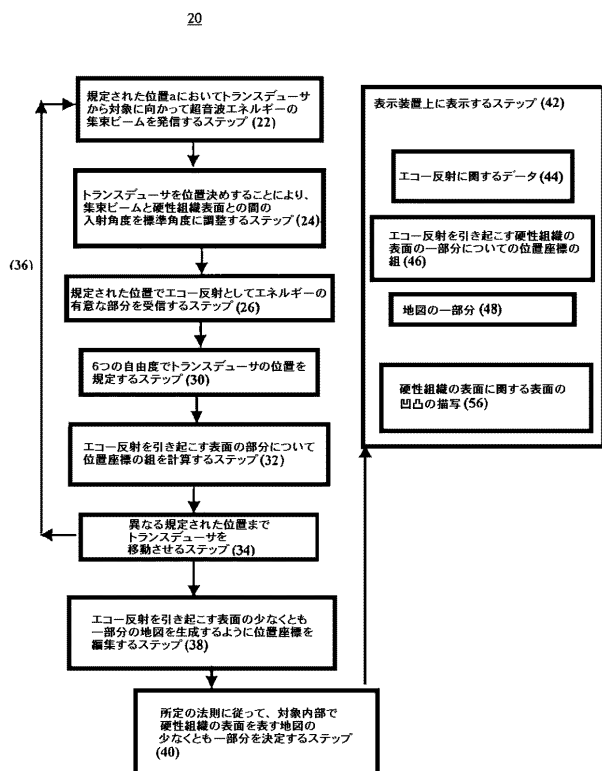 20
規定された位置aにおいてトランスデューサ
から対象に向かって超音波エネルギーの
集束ビームを発信するステップ(22)
トランスデューサを位置決めすることにより、
集束ビームと硬性組織表面との間の
入射角度を標準角度に調整するステップ(24)
(36)
規定された位置でエコー反射としてエネルギーの
有意な部分を受信するステップ(26)
6つの自由度でトランスデューサの位置を
規定するステップ(30)
エコー反射を引き起こす表面の部分について
位置座標の組を計算するステップ(32)
異なる規定された位置まで
トランスデューサを
移動させるステップ(34)
エコー反射を引き起こす表面の少なくとも
一部分の地図を生成するように位置座標を
編集するステップ(38)
所定の法則に従って、対象内部で
硬性組織の表面を表す地図の
少なくとも一部分を決定するステップ
(40)
表示装置上に表示するステップ(42)
エコー反射に関するデータ(44)
エコー反射を引き起こす硬性組織の
表面の一部分についての位置座標の
組(46)
地図の一部分(48)
硬性組織の表面に関する表面の
凹凸の描写(56)